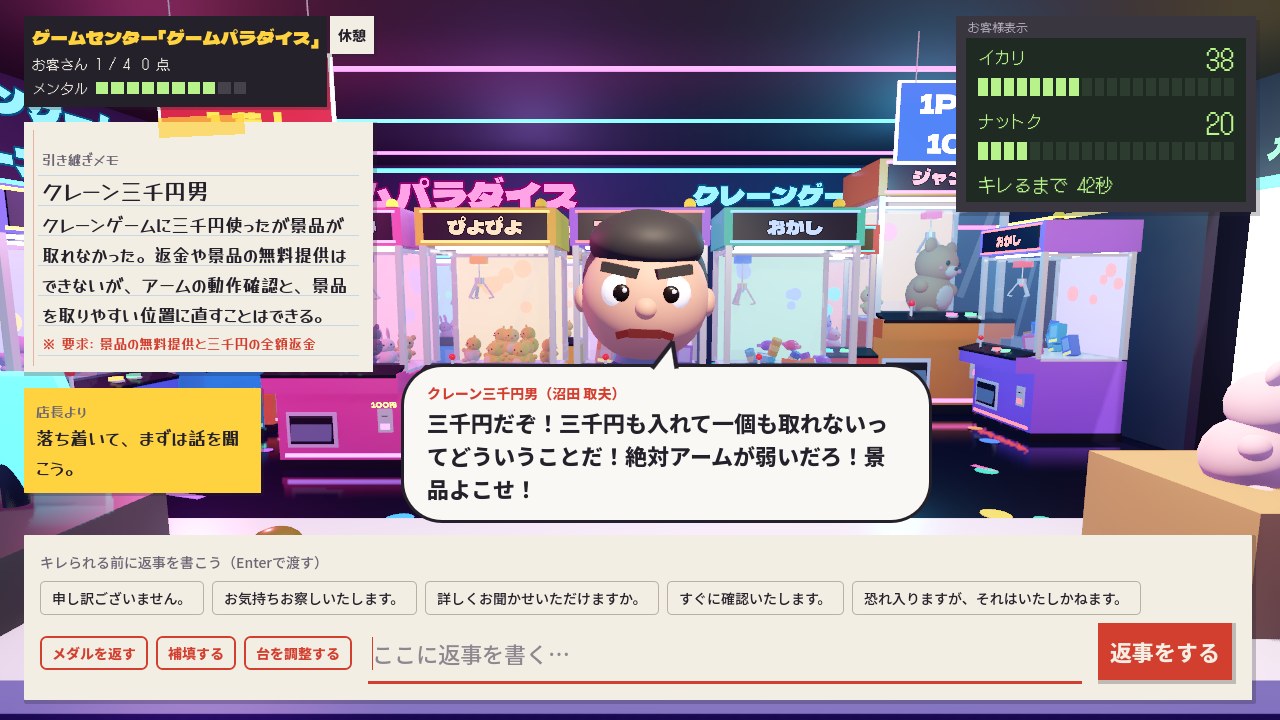 ゲームセンター「ゲームパラダイス」
休憩
お客さん 1/4 0点
メンタル
引き継ぎメモ
クレーン三千円男
クレーンゲームに三千円使ったが景品が
取れなかった。返金や景品の無料提供は
できないが、アームの動作確認と、景品
を取りやすい位置に直すことはできる。
※ 要求: 景品の無料提供と三千円の全額返金
店長より
落ち着いて、まずは話を聞
こう。
お客様表示
イカリ 38
ナットク 20
キレるまで 42秒
1P
10
ジャン
パラダイス
クレーンゲー
ぴよぴよ
おかし
おかし
100円
クレーン三千円男（沼田 取夫）
三千円だぞ！三千円も入れて一個も取れないっ
てどういうことだ！絶対アームが弱いだろ！景
品よこせ！
キレられる前に返事を書こう（Enterで渡す）
申し訳ございません。
お気持ちお察しいたします。
詳しくお聞かせいただけますか。
すぐに確認いたします。
恐れ入りますが、それはいたしかねます。
メダルを返す
補填する
台を調整する
ここに返事を書く…
返事をする